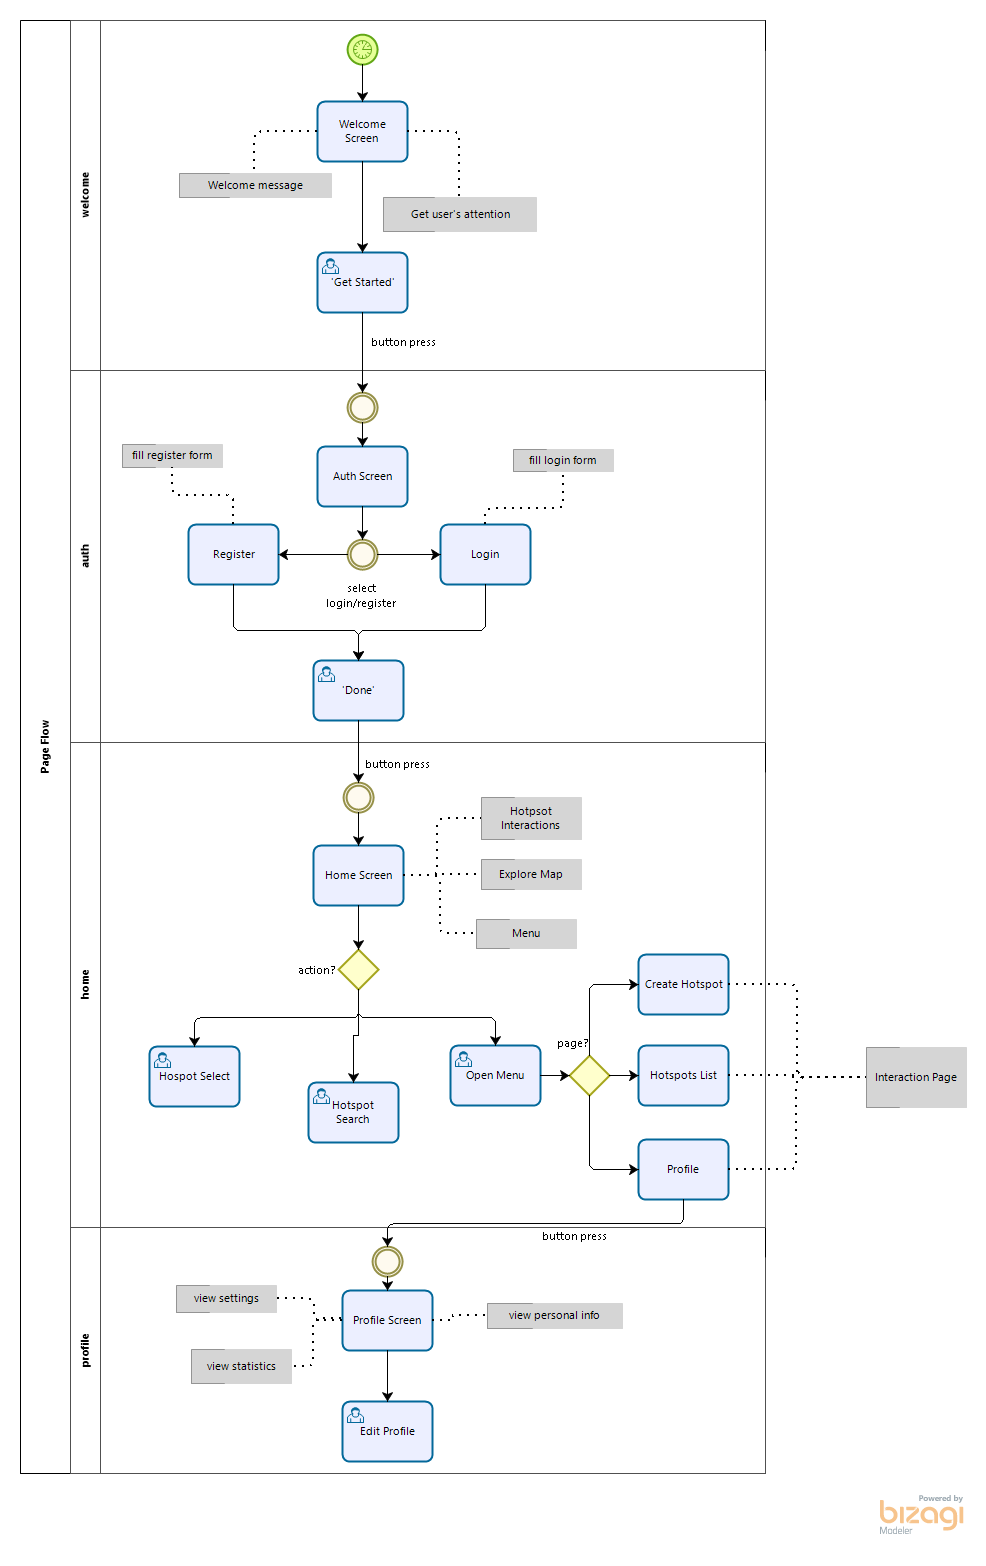 Page Flow
welcome
Welcome
Screen
Welcome message
Get user's attention
'Get Started'
button press
auth
fill register form
Auth Screen
fill login form
Register
Login
select
login/register
'Done'
home
button press
Hotpsot
Interactions
Home Screen
Explore Map
Menu
action?
Create Hotspot
page?
Hospot Select
Open Menu
Hotspots List
Interaction Page
Hotspot
Search
Profile
profile
button press
view settings
Profile Screen
view personal info
view statistics
Edit Profile
Powered by
bizagi
Modeler